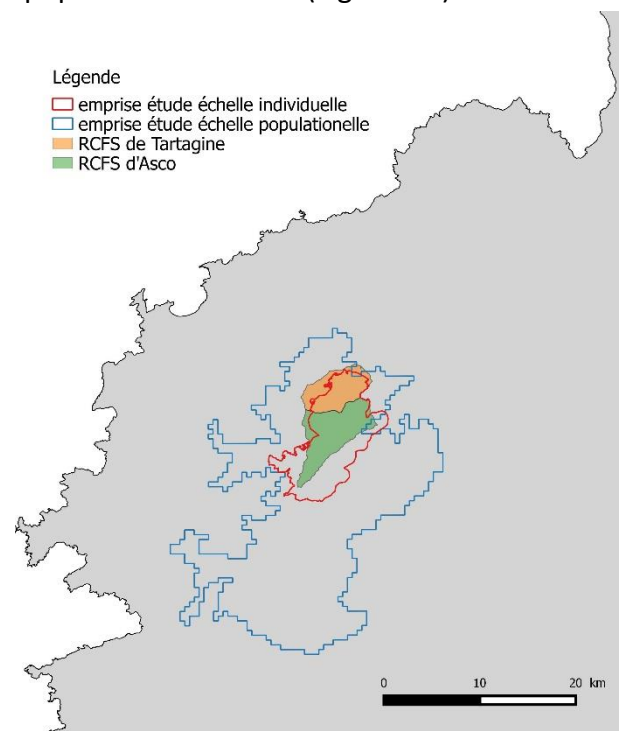 Légende
emprise étude échelle individuelle
emprise étude échelle populationelle
RCFS de Tartagine
RCFS d'Asco
0 10 20 km